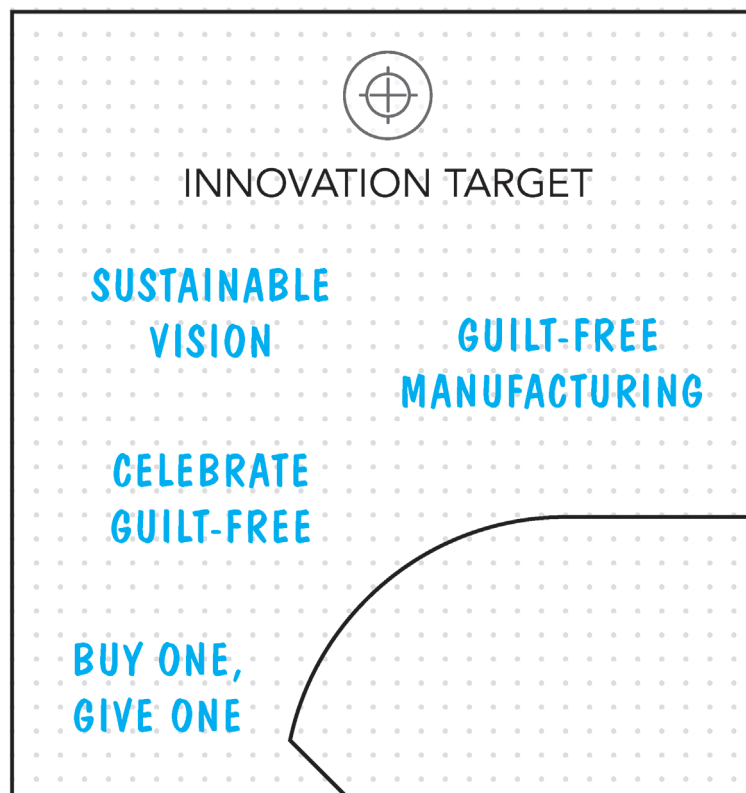 INNOVATION TARGET
SUSTAINABLE
VISION
GUILT-FREE
MANUFACTURING
CELEBRATE
GUILT-FREE
BUY ONE,
GIVE ONE